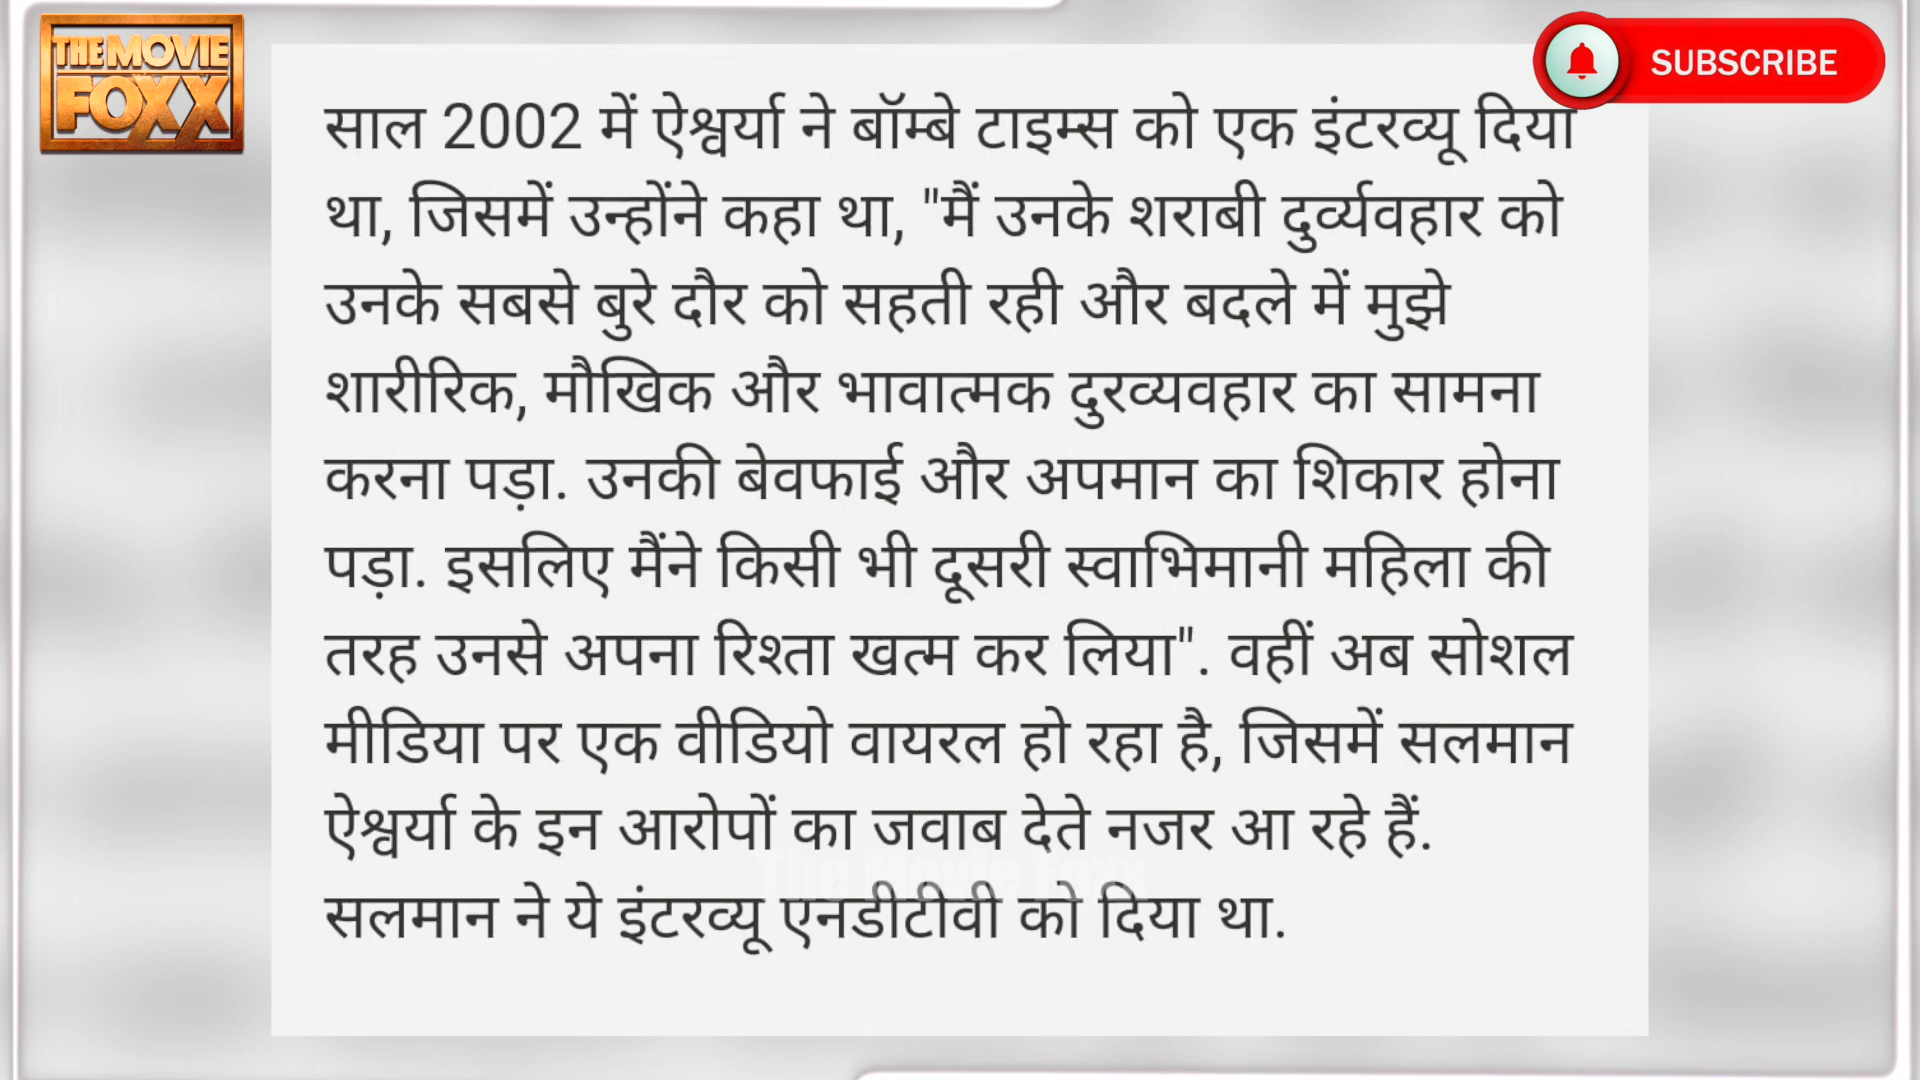 THE MOVIE
FOXX
SUBSCRIBE
साल 2002 में ऐश्वर्या ने बॉम्बे टाइम्स को एक इंटरव्यू दिया
था, जिसमें उन्होंने कहा था, "मैं उनके शराबी दुर्व्यवहार को
उनके सबसे बुरे दौर को सहती रही और बदले में मुझे
शारीरिक, मौखिक और भावात्मक दुरव्यवहार का सामना
करना पड़ा. उनकी बेवफाई और अपमान का शिकार होना
पड़ा. इसलिए मैंने किसी भी दूसरी स्वाभिमानी महिला की
तरह उनसे अपना रिश्ता खत्म कर लिया". वहीं अब सोशल
मीडिया पर एक वीडियो वायरल हो रहा है, जिसमें सलमान
ऐश्वर्या के इन आरोपों का जवाब देते नजर आ रहे हैं.
The Movie Foxx
सलमान ने ये इंटरव्यू एनडीटीवी को दिया था.